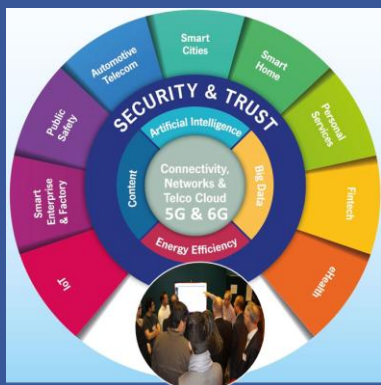 Smart
Cities
Automotive
Telecom
Smart
Home
Public
Safety
Personal
Services
Smart
Enterprise
& Factory
Fintech
IoT
eHealth
SECURITY & TRUST
Artificial Intelligence
Content
Big Data
Energy Efficiency
Connectivity,
Networks &
Telco Cloud
5G & 6G